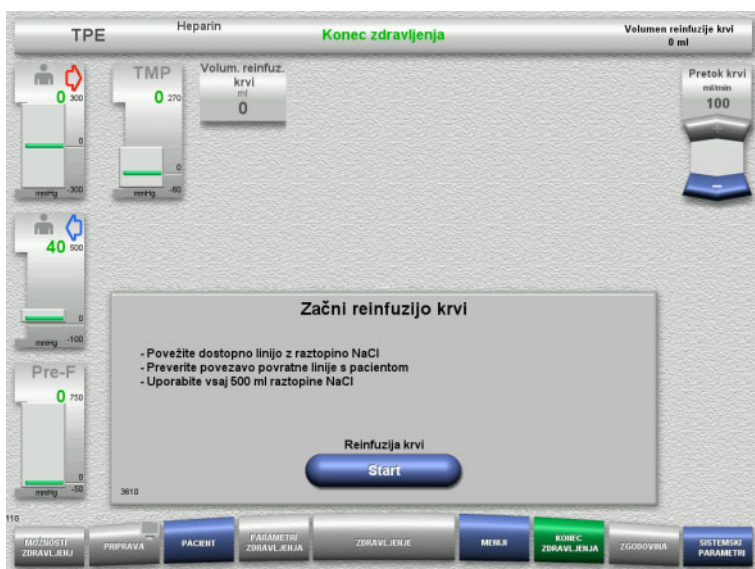 TPE
Heparin
Konec zdravljenja
Volumen reinfuzije krvi
0 ml
0 300
0
mmHg -300
TMP
0 270
0
mmHg -60
Volum. reinfuz.
krvi
ml
0
Pretok krvi
ml/min
100
+
-
40 500
0
mmHg -100
Pre-F
0 750
0
mmHg -50
Začni reinfuzijo krvi
- Povežite dostopno linijo z raztopino NaCl
- Preverite povezavo povratne linije s pacientom
- Uporabite vsaj 500 ml raztopine NaCl
Reinfuzija krvi
Start
3610
110
MOŽNOSTI
ZDRAVLJENJ
PRIPRAVA
PACIENT
PARAMETRI
ZDRAVLJENJA
ZDRAVLJENJE
MENIJI
KONEC
ZDRAVLJENJA
ZGODOVINA
SISTEMSKI
PARAMETRI